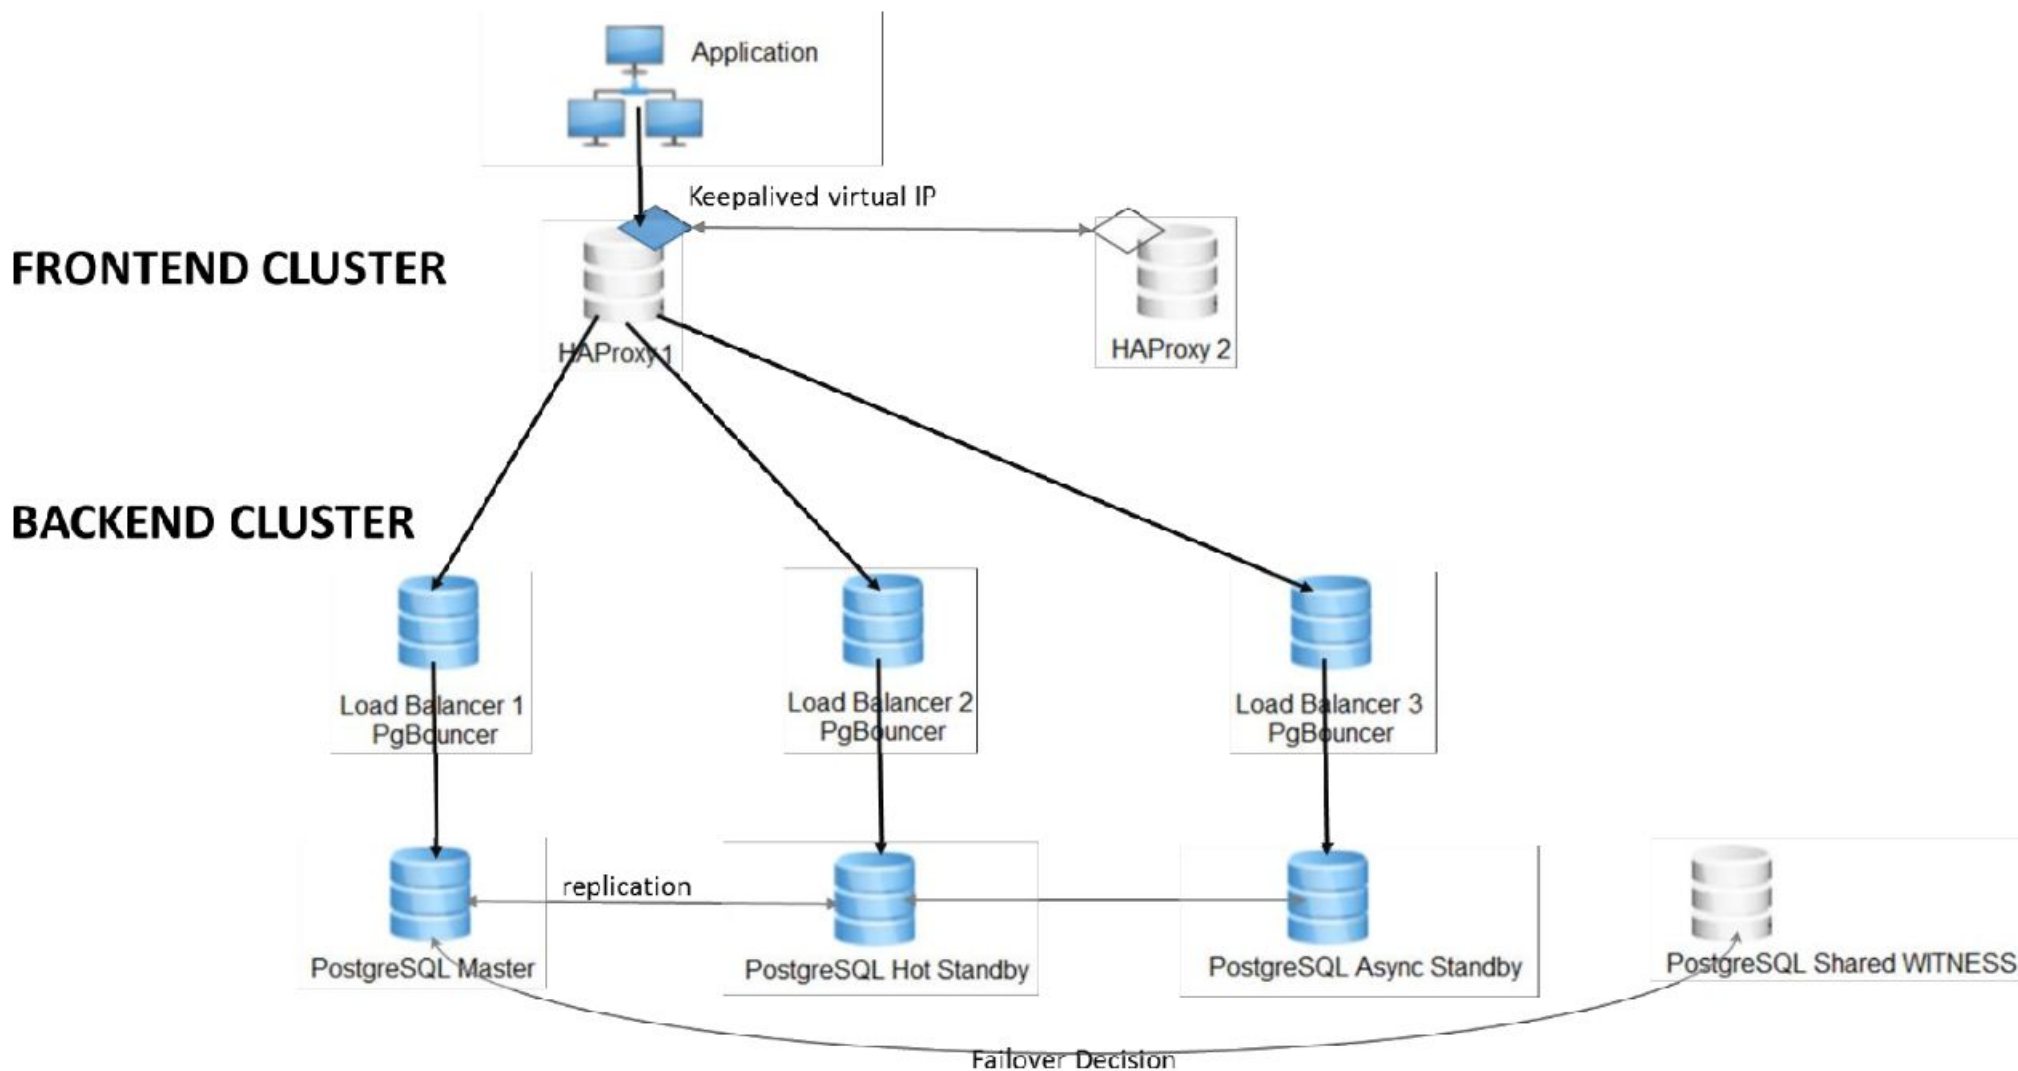 Application
Keepalived virtual IP
FRONTEND CLUSTER
HAProxy 1
HAProxy 2
BACKEND CLUSTER
Load Balancer 1
PgBouncer
Load Balancer 2
PgBouncer
Load Balancer 3
PgBouncer
replication
PostgreSQL Master
PostgreSQL Hot Standby
PostgreSQL Async Standby
PostgreSQL Shared WITNESS
Failover Decision